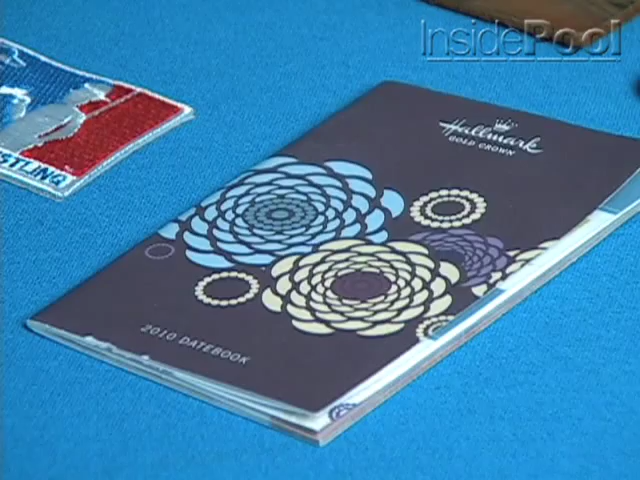 InsidePool
Hallmark
GOLD CROWN
STLING
2010 DATEBOOK